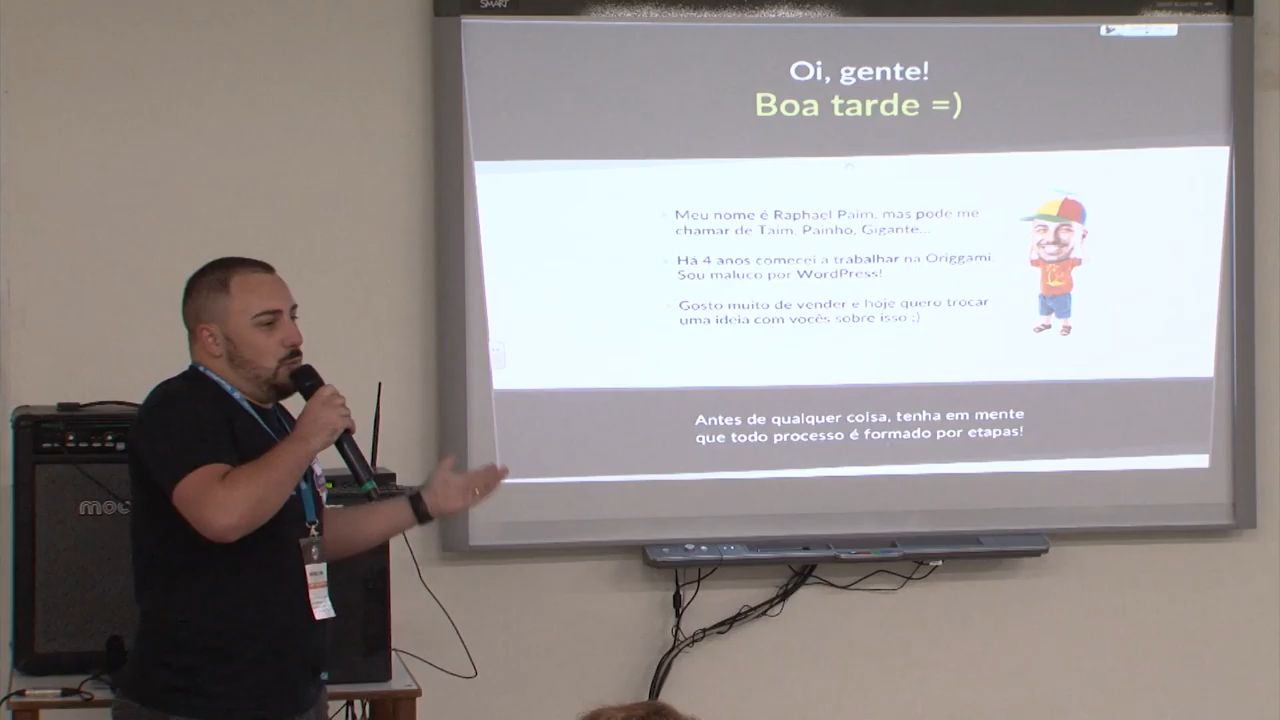 SMART
Oi, gente!
Boa tarde =)
Meu nome é Raphael Paim, mas pode me
chamar de Taim, Painho, Gigante...
Há 4 anos comecei a trabalhar na Origgami.
Sou maluco por WordPress!
Gosto muito de vender e hoje quero trocar
uma ideia com vocês sobre isso ;)
Antes de qualquer coisa, tenha em mente
que todo processo é formado por etapas!